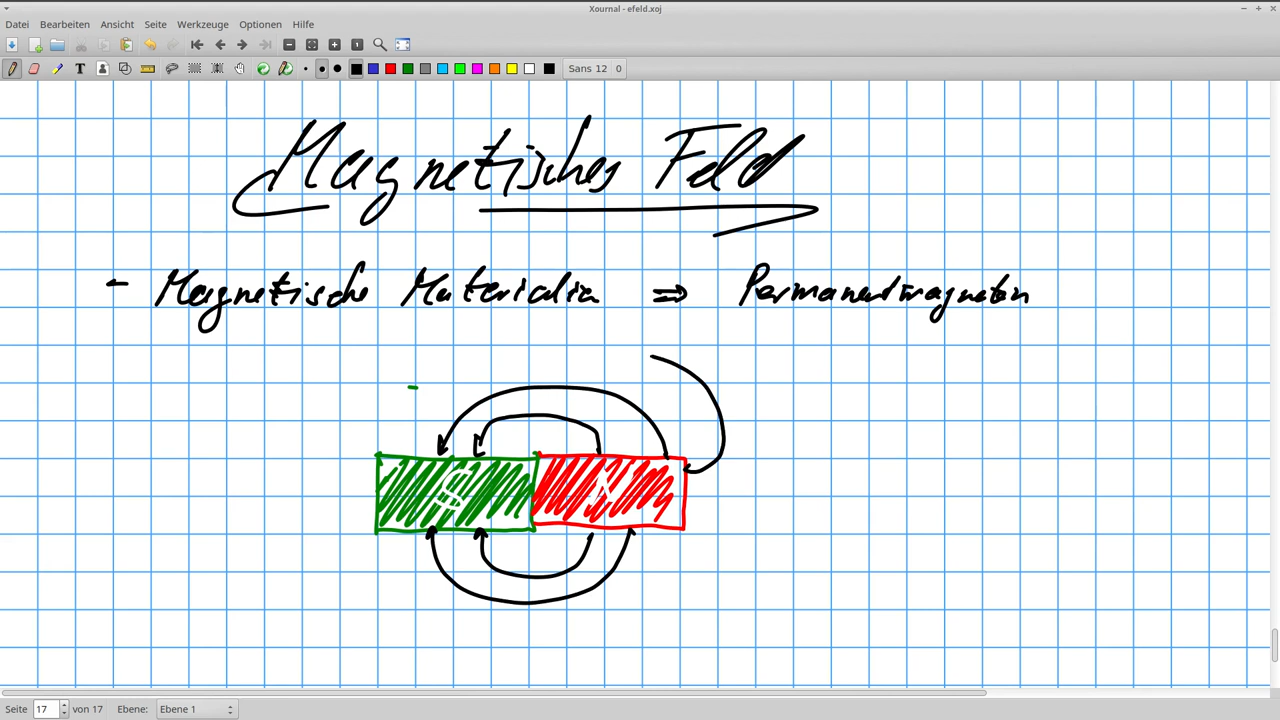 Xournal - efeld.xoj
Datei Bearbeiten Ansicht Seite Werkzeuge Optionen Hilfe
Sans 12 0
Magnetisches Feld
- Magnetische Materialien ⇒ Permanentmagneten
S N
Seite 17 von 17 Ebene: Ebene 1